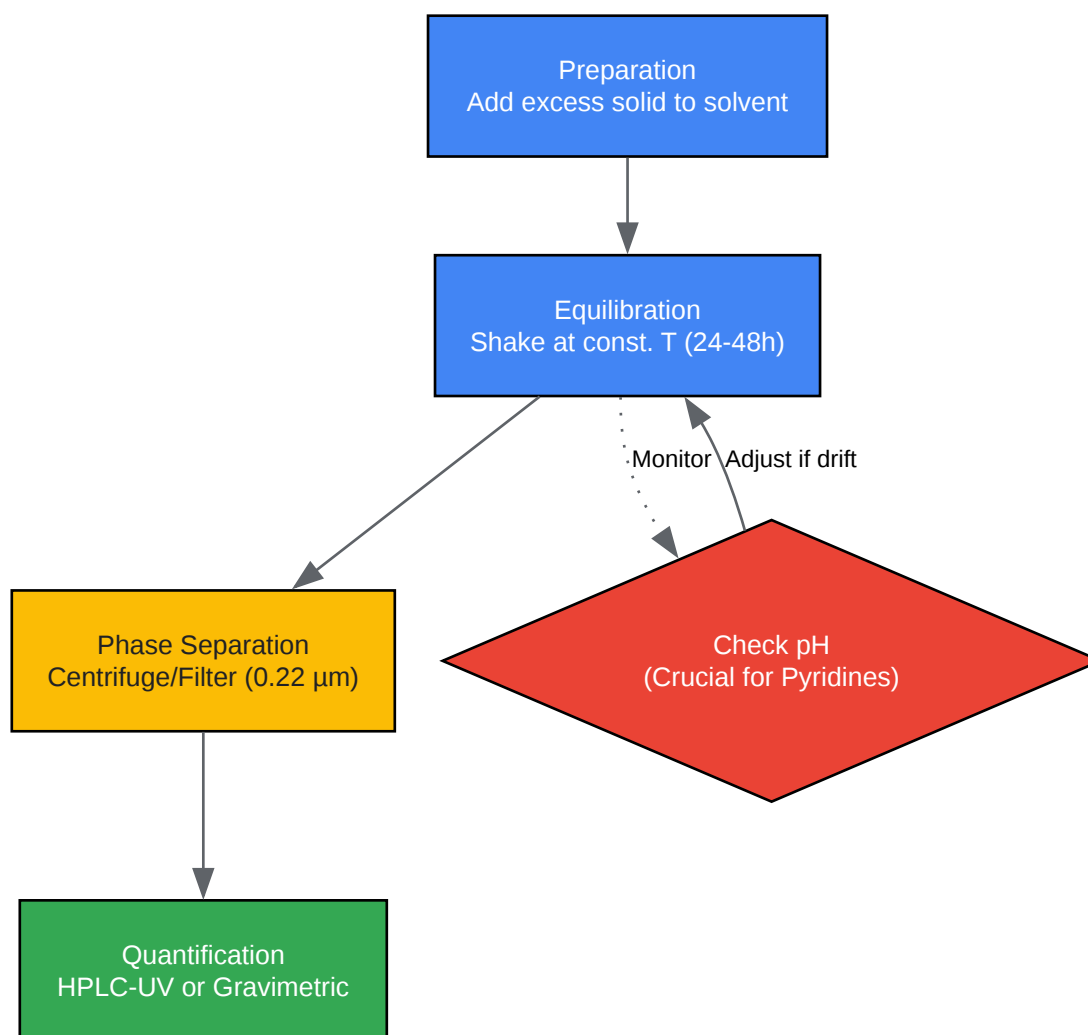 Preparation
Add excess solid to solvent
Equilibration
Shake at const. T (24-48h)
Monitor
Adjust if drift
Phase Separation
Centrifuge/Filter (0.22 µm)
Check pH
(Crucial for Pyridines)
Quantification
HPLC-UV or Gravimetric